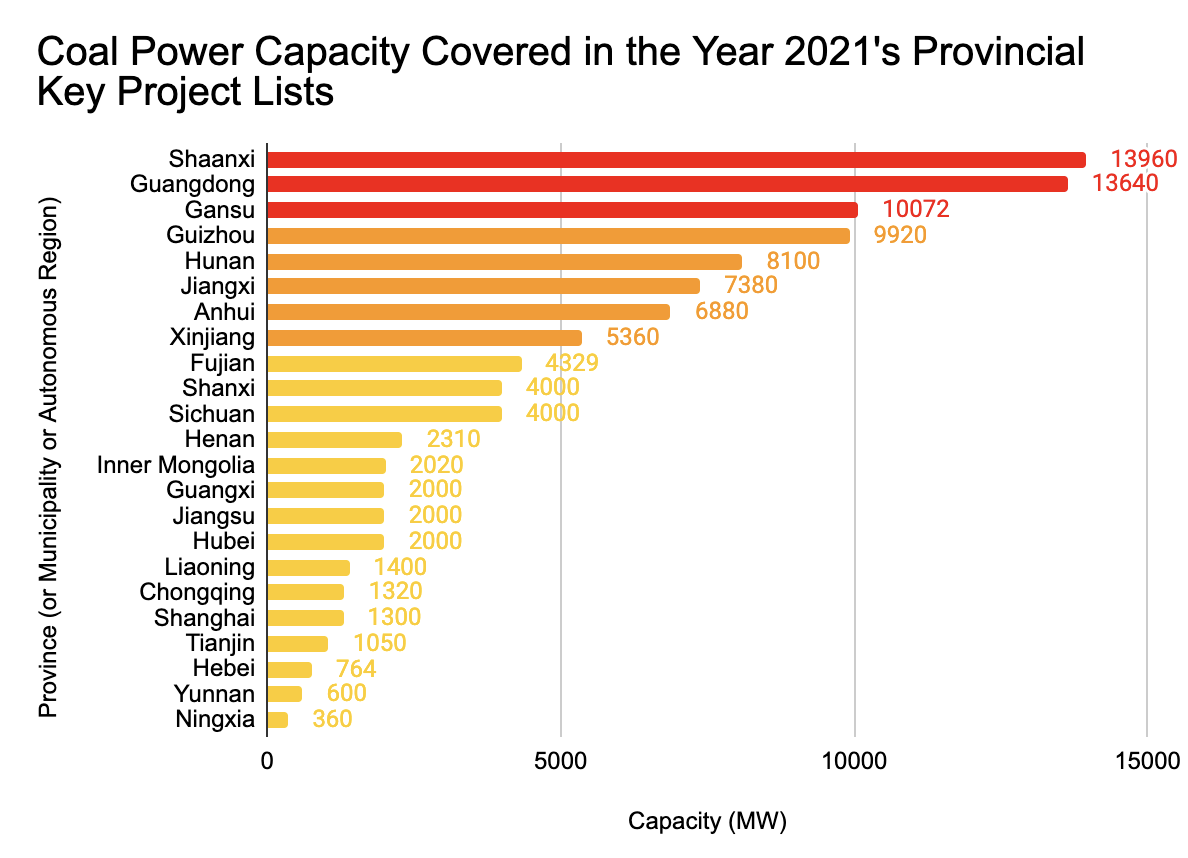 Coal Power Capacity Covered in the Year 2021's Provincial
Key Project Lists
Province (or Municipality or Autonomous Region)
Shaanxi 13960
Guangdong 13640
Gansu 10072
Guizhou 9920
Hunan 8100
Jiangxi 7380
Anhui 6880
Xinjiang 5360
Fujian 4329
Shanxi 4000
Sichuan 4000
Henan 2310
Inner Mongolia 2020
Guangxi 2000
Jiangsu 2000
Hubei 2000
Liaoning 1400
Chongqing 1320
Shanghai 1300
Tianjin 1050
Hebei 764
Yunnan 600
Ningxia 360
0 5000 10000 15000
Capacity (MW)